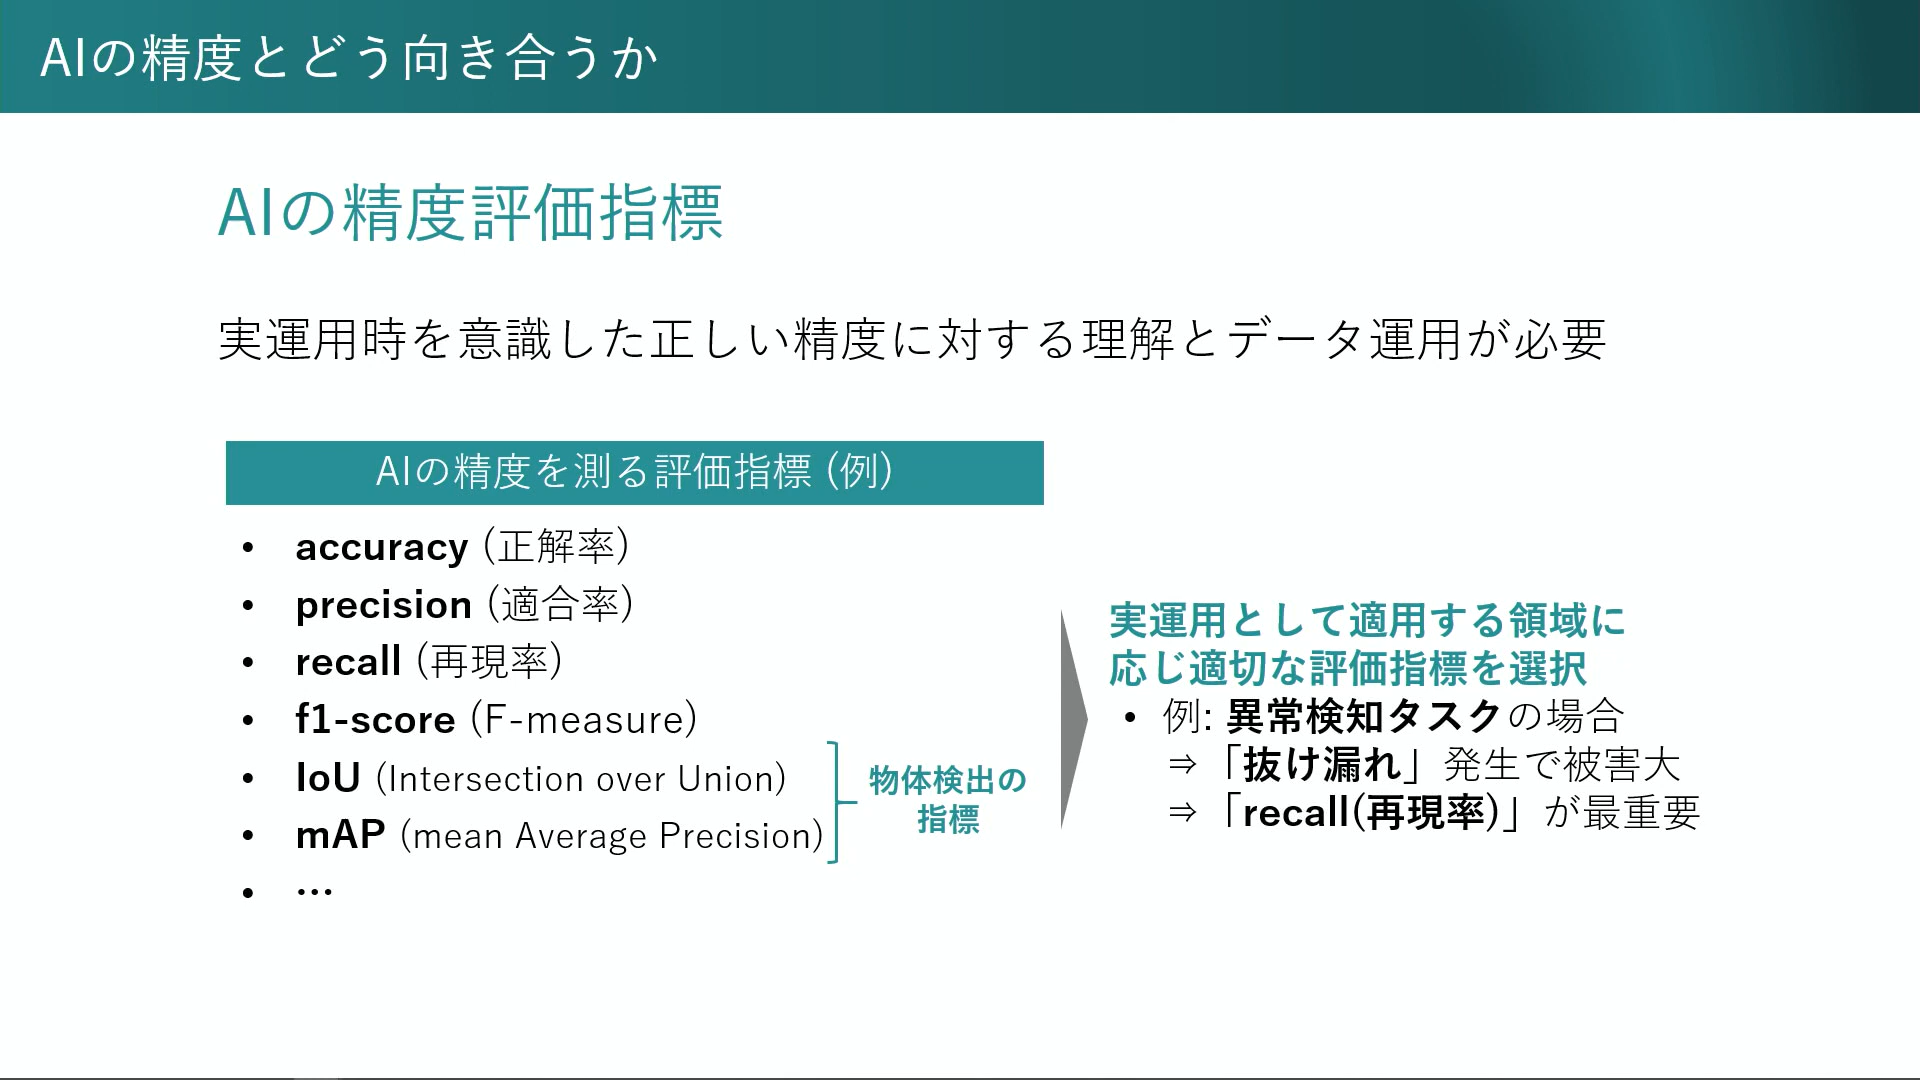 AIの精度とどう向き合うか
AIの精度評価指標
実運用時を意識した正しい精度に対する理解とデータ運用が必要
AIの精度を測る評価指標 (例)
• accuracy (正解率)
• precision (適合率)
• recall (再現率)
• f1-score (F-measure)
• IoU (Intersection over Union)
• mAP (mean Average Precision)
• …
物体検出の
指標
実運用として適用する領域に
応じ適切な評価指標を選択
• 例: 異常検知タスクの場合
⇒「抜け漏れ」発生で被害大
⇒「recall(再現率)」が最重要